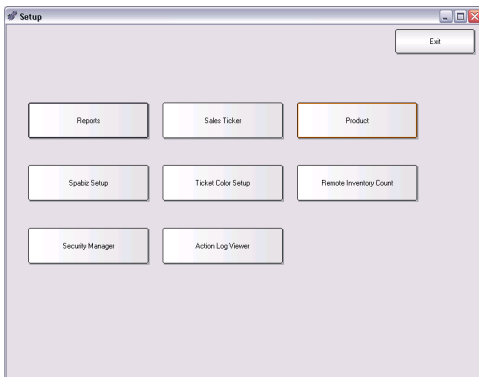 Setup
Exit
Reports
Sales Ticker
Product
Spabiz Setup
Ticket Color Setup
Remote Inventory Count
Security Manager
Action Log Viewer